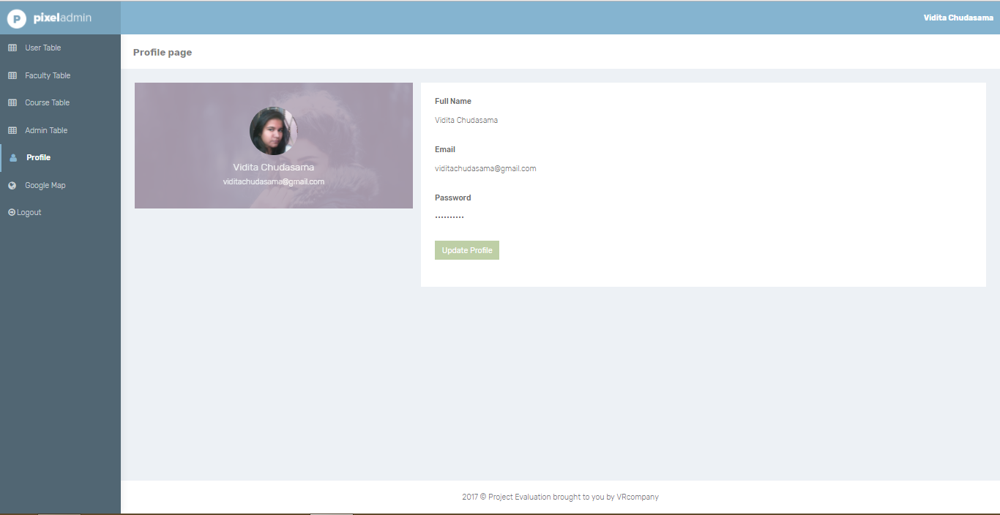 P pixeladmin
Vidita Chudasama
User Table
Faculty Table
Course Table
Admin Table
Profile
Google Map
Logout
Profile page
Vidita Chudasama
viditachudasama@gmail.com
Full Name
Vidita Chudasama
Email
viditachudasama@gmail.com
Password
••••••••••
Update Profile
2017 © Project Evaluation brought to you by VRcompany